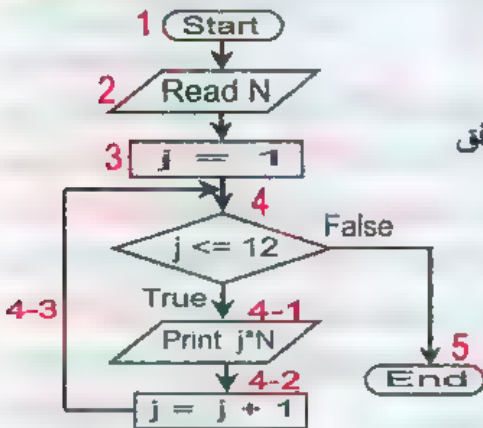 1 Start
2 Read N
3 j = 1
4
j <= 12
False
True
4-3
4-1
Print j*N
5
End
4-2
j = j + 1